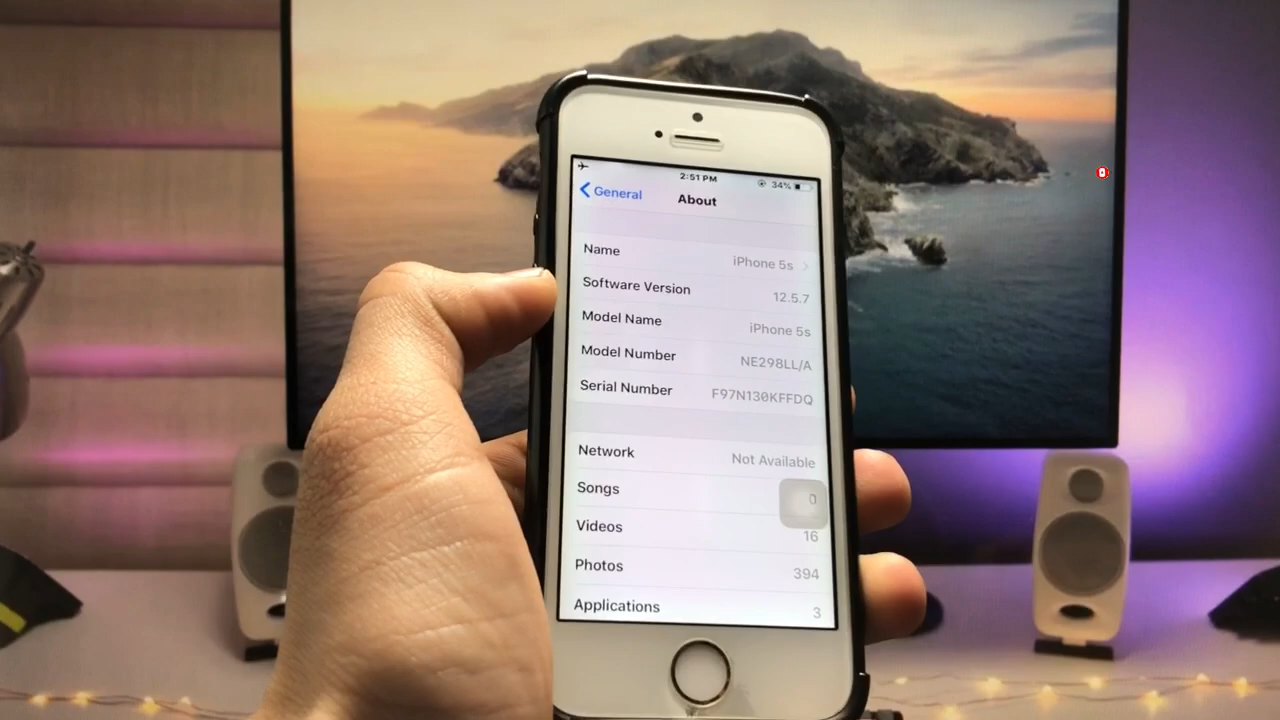 2:51 PM
34%
General
About
Name iPhone 5s
Software Version 12.5.7
Model Name iPhone 5s
Model Number NE298LL/A
Serial Number F97N130KFFDQ
Network Not Available
Songs 0
Videos 16
Photos 394
Applications 3